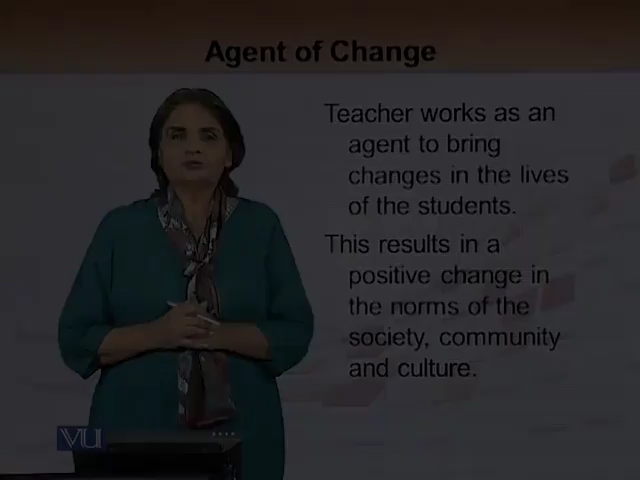 Agent of Change
Teacher works as an
agent to bring
changes in the lives
of the students.
This results in a
positive change in
the norms of the
society, community
and culture.
VU